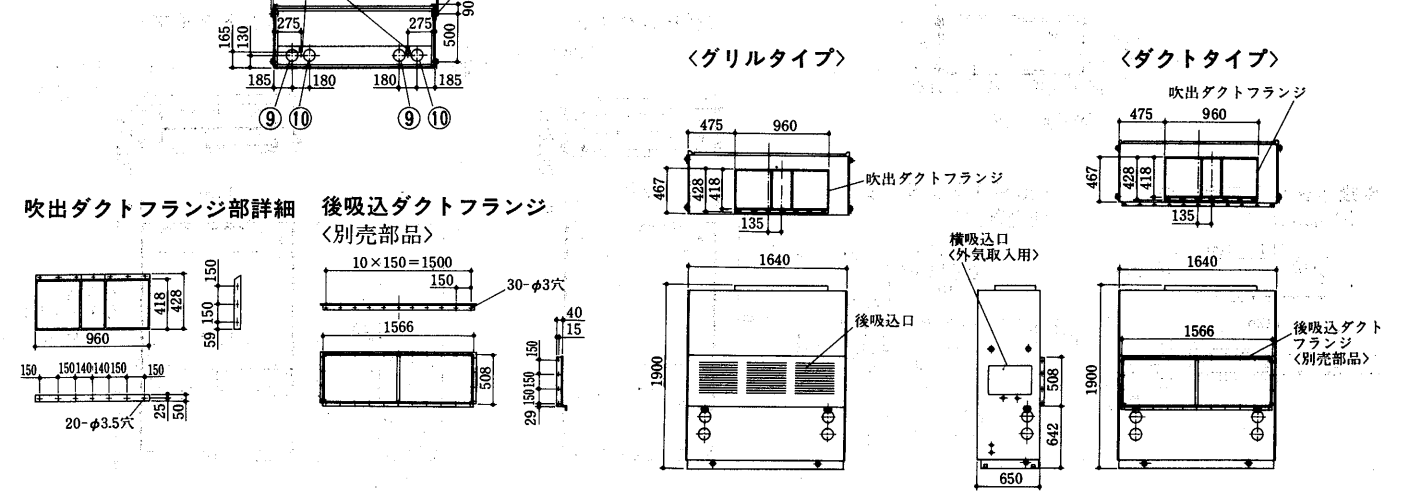 90
275
275
165
130
500
185
180
180
185
⑨ ⑩ ⑨ ⑩
吹出ダクトフランジ部詳細
150
150
59
418
428
960
150 150 140 140 150 150
25
50
20-φ3.5穴
後吸込ダクトフランジ
〈別売部品〉
10×150=1500
150
30-φ3穴
1566
40
15
508
150
150
150
29
〈グリルタイプ〉
475
960
467
428
418
吹出ダクトフランジ
135
1640
後吸込口
1900
横吸込口
〈外気取入用〉
508
642
650
〈ダクトタイプ〉
吹出ダクトフランジ
475
960
467
428
418
135
1640
1566
後吸込ダクト
フランジ
〈別売部品〉
1900